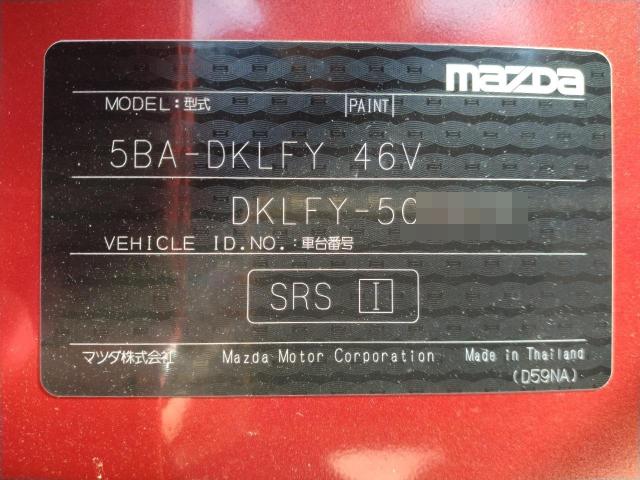 mazda
MODEL:型式 PAINT
5BA-DKLFY 46V
DKLFY-50
VEHICLE ID.NO.:車台番号
SRS I
マツダ株式会社 Mazda Motor Corporation Made in Thailand
(D59NA)